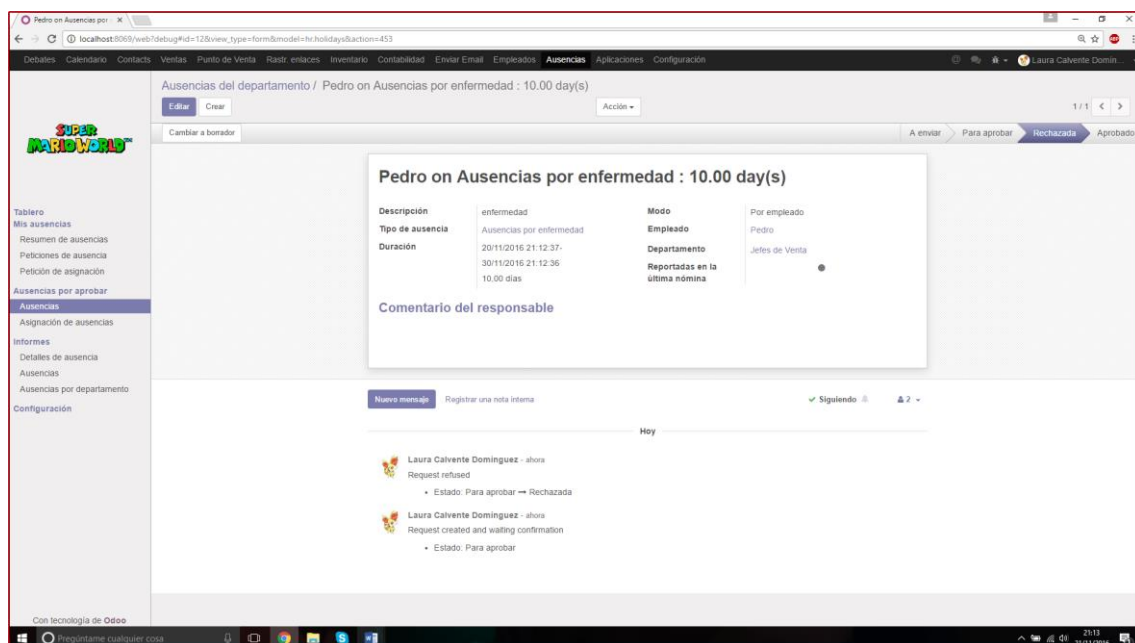 Pedro on Ausencias por
localhost:8069/web?debug#id=12&view_type=form&model=hr.holidays&action=453
Debates Calendario Contacts Ventas Punto de Venta Rastr. enlaces Inventario Contabilidad Enviar Email Empleados Ausencias Aplicaciones Configuración Laura Calvente Domín...
Ausencias del departamento / Pedro on Ausencias por enfermedad : 10.00 day(s)
Editar Crear Acción 1 / 1
SUPER
MARIO WORLD TM
Cambiar a borrador A enviar Para aprobar Rechazada Aprobado
Pedro on Ausencias por enfermedad : 10.00 day(s)
Descripción enfermedad Modo Por empleado
Tipo de ausencia Ausencias por enfermedad Empleado Pedro
Duración 20/11/2016 21:12:37- Departamento Jefes de Venta
30/11/2016 21:12:36 Reportadas en la
10,00 días última nómina
Comentario del responsable
Tablero
Mis ausencias
Resumen de ausencias
Peticiones de ausencia
Petición de asignación
Ausencias por aprobar
Ausencias
Asignación de ausencias
Informes
Detalles de ausencia
Ausencias
Ausencias por departamento
Configuración
Nuevo mensaje Registrar una nota interna Siguiendo 2
Hoy
Laura Calvente Domínguez - ahora
Request refused
• Estado: Para aprobar → Rechazada
Laura Calvente Domínguez - ahora
Request created and waiting confirmation
• Estado: Para aprobar
Con tecnología de Odoo
Pregúntame cualquier cosa
21:13
21/11/2016